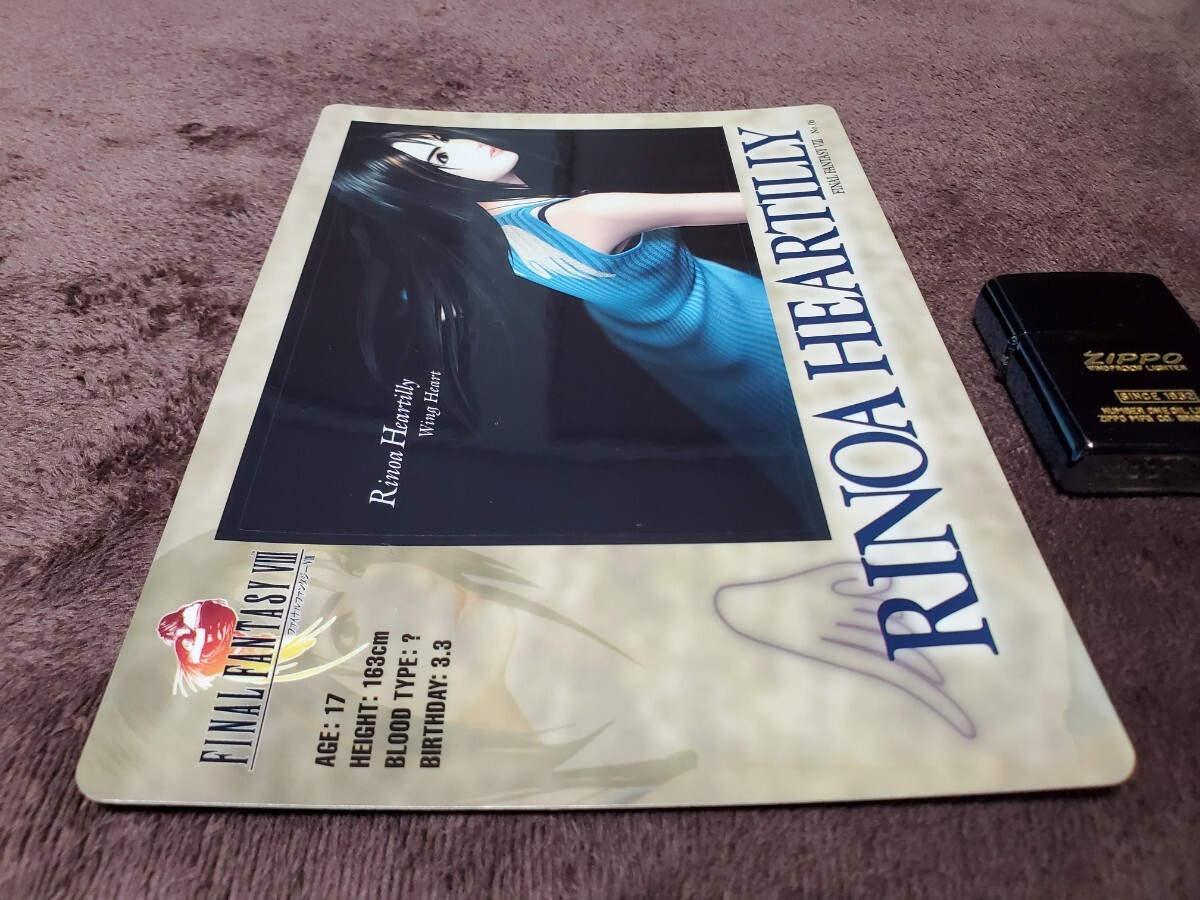 FINAL FANTASY VIII
ファイナルファンタジーVIII
AGE: 17
HEIGHT: 163cm
BLOOD TYPE: ?
BIRTHDAY: 3.3
Rinoa Heartilly
Wing Heart
RINOA HEARTILLY
FINAL FANTASY VIII No.06
ZIPPO
WINDPROOF LIGHTER
SINCE 1932